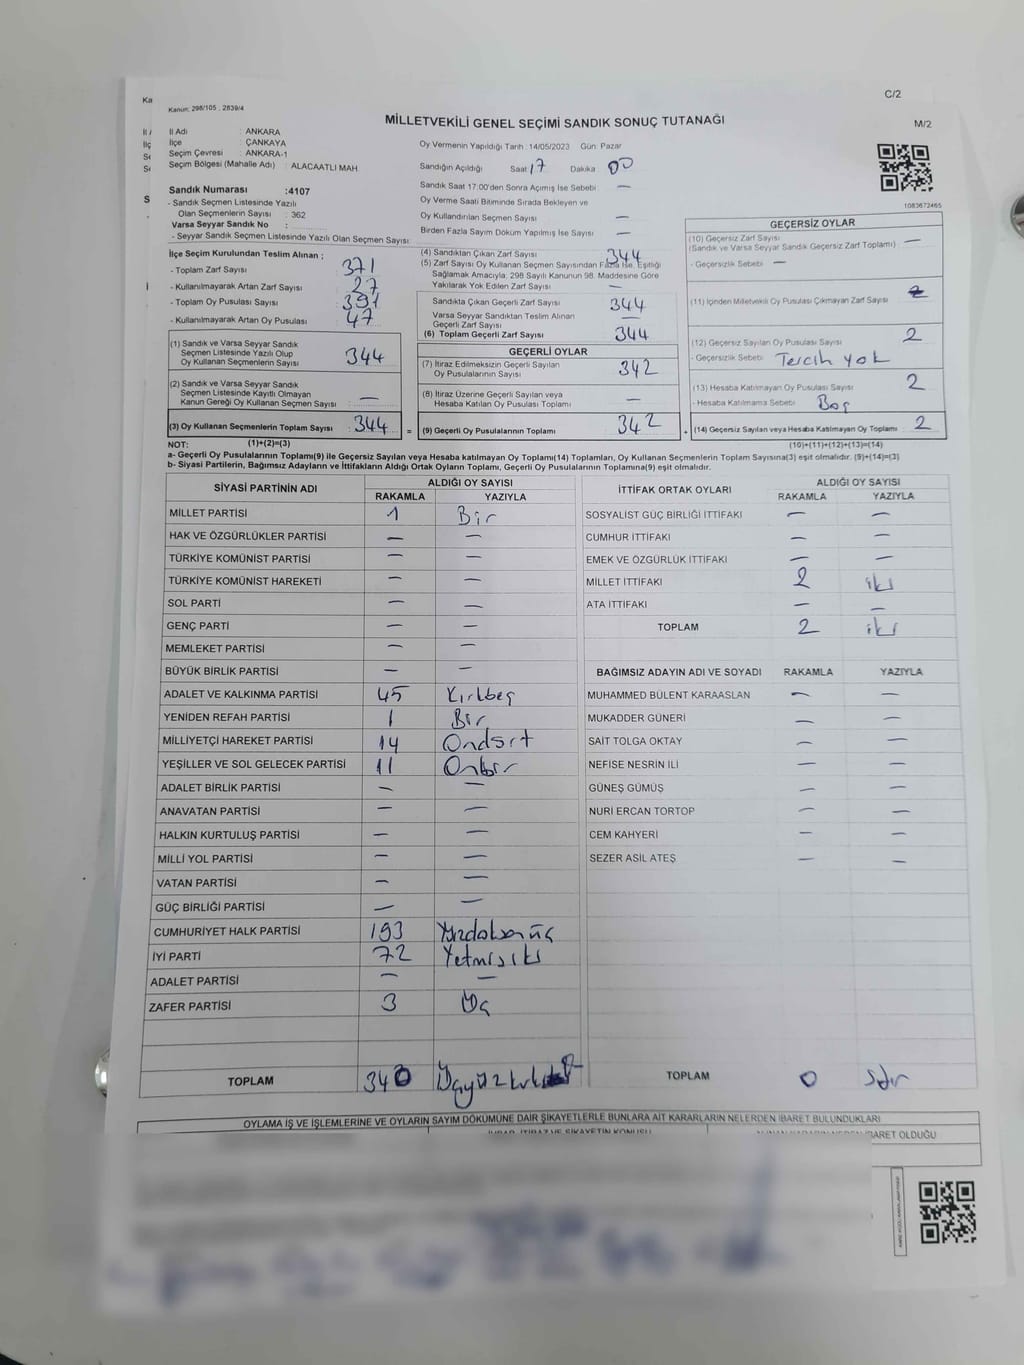 Ka
C/2
Kanun: 298/105 , 2839/4
MİLLETVEKİLİ GENEL SEÇİMİ SANDIK SONUÇ TUTANAĞI
M/2
İl Adı : ANKARA
İlçe : ÇANKAYA
Seçim Çevresi : ANKARA-1
Seçim Bölgesi (Mahalle Adı) : ALACAATLI MAH.
Oy Vermenin Yapıldığı Tarih : 14/05/2023 Gün: Pazar
Sandığın Açıldığı Saat 17 Dakika 00
Sandık Saat 17:00'den Sonra Açımış İse Sebebi —
Oy Verme Saati Bitiminde Sırada Bekleyen ve
Oy Kullandırılan Seçmen Sayısı —
Birden Fazla Sayım Döküm Yapılmış İse Sayısı —
1083672465
Sandık Numarası :4107
- Sandık Seçmen Listesinde Yazılı
Olan Seçmenlerin Sayısı : 362
Varsa Seyyar Sandık No :
- Seyyar Sandık Seçmen Listesinde Yazılı Olan Seçmen Sayısı:
İlçe Seçim Kurulundan Teslim Alınan ;
- Toplam Zarf Sayısı : 371
- Kullanılmayarak Artan Zarf Sayısı : 27
- Toplam Oy Pusulası Sayısı : 391
- Kullanılmayarak Artan Oy Pusulası : 47
(1) Sandık ve Varsa Seyyar Sandık
Seçmen Listesinde Yazılı Olup
Oy Kullanan Seçmenlerin Sayısı : 344
(2) Sandık ve Varsa Seyyar Sandık
Seçmen Listesinde Kayıtlı Olmayan
Kanun Gereği Oy Kullanan Seçmen Sayısı : —
(3) Oy Kullanan Seçmenlerin Toplam Sayısı : 344
(4) Sandıktan Çıkan Zarf Sayısı 344
(5) Zarf Sayısı Oy Kullanan Seçmen Sayısından Fazla İse, Eşitliği
Sağlamak Amacıyla, 298 Sayılı Kanunun 98. Maddesine Göre
Yakılarak Yok Edilen Zarf Sayısı —
Sandıkta Çıkan Geçerli Zarf Sayısı 344
Varsa Seyyar Sandıktan Teslim Alınan
Geçerli Zarf Sayısı —
(6) Toplam Geçerli Zarf Sayısı 344
GEÇERLİ OYLAR
(7) İtiraz Edilmeksizin Geçerli Sayılan
Oy Pusulalarının Sayısı 342
(8) İtiraz Üzerine Geçerli Sayılan veya
Hesaba Katılan Oy Pusulası Toplamı —
= (9) Geçerli Oy Pusulalarının Toplamı 342
GEÇERSİZ OYLAR
(10) Geçersiz Zarf Sayısı
(Sandık ve Varsa Seyyar Sandık Geçersiz Zarf Toplamı) —
- Geçersizlik Sebebi —
(11) İçinden Milletvekili Oy Pusulası Çıkmayan Zarf Sayısı
(12) Geçersiz Sayılan Oy Pusulası Sayısı 2
- Geçersizlik Sebebi Tercih yok
(13) Hesaba Katılmayan Oy Pusulası Sayısı 2
- Hesaba Katılmama Sebebi Boş
+ (14) Geçersiz Sayılan veya Hesaba Katılmayan Oy Toplamı 2
NOT: (1)+(2)=(3) (10)+(11)+(12)+(13)=(14)
a- Geçerli Oy Pusulalarının Toplamı(9) ile Geçersiz Sayılan veya Hesaba katılmayan Oy Toplamı(14) Toplamları, Oy Kullanan Seçmenlerin Toplam Sayısına(3) eşit olmalıdır. (9)+(14)=(3)
b- Siyasi Partilerin, Bağımsız Adayların ve İttifakların Aldığı Ortak Oyların Toplamı, Geçerli Oy Pusulalarının Toplamına(9) eşit olmalıdır.
SİYASİ PARTİNİN ADI ALDIĞI OY SAYISI
RAKAMLA YAZIYLA
MİLLET PARTİSİ 1 Bir
HAK VE ÖZGÜRLÜKLER PARTİSİ — —
TÜRKİYE KOMÜNİST PARTİSİ — —
TÜRKİYE KOMÜNİST HAREKETİ — —
SOL PARTİ — —
GENÇ PARTİ — —
MEMLEKET PARTİSİ — —
BÜYÜK BİRLİK PARTİSİ — —
ADALET VE KALKINMA PARTİSİ 45 Kırkbeş
YENİDEN REFAH PARTİSİ 1 Bir
MİLLİYETÇİ HAREKET PARTİSİ 14 Ondört
YEŞİLLER VE SOL GELECEK PARTİSİ 11 Onbir
ADALET BİRLİK PARTİSİ — —
ANAVATAN PARTİSİ — —
HALKIN KURTULUŞ PARTİSİ — —
MİLLİ YOL PARTİSİ — —
VATAN PARTİSİ — —
GÜÇ BİRLİĞİ PARTİSİ — —
CUMHURİYET HALK PARTİSİ 193 Yüzdoksanüç
İYİ PARTİ 72 Yetmişiki
ADALET PARTİSİ — —
ZAFER PARTİSİ 3 Üç
TOPLAM 340 Üçyüzkırk
İTTİFAK ORTAK OYLARI ALDIĞI OY SAYISI
RAKAMLA YAZIYLA
SOSYALİST GÜÇ BİRLİĞİ İTTİFAKI — —
CUMHUR İTTİFAKI — —
EMEK VE ÖZGÜRLÜK İTTİFAKI — —
MİLLET İTTİFAKI 2 iki
ATA İTTİFAKI — —
TOPLAM 2 iki
BAĞIMSIZ ADAYIN ADI VE SOYADI RAKAMLA YAZIYLA
MUHAMMED BÜLENT KARAASLAN — —
MUKADDER GÜNERİ — —
SAİT TOLGA OKTAY — —
NEFİSE NESRİN İLİ — —
GÜNEŞ GÜMÜŞ — —
NURİ ERCAN TORTOP — —
CEM KAHYERİ — —
SEZER ASİL ATEŞ — —
TOPLAM 0 Sıfır
OYLAMA İŞ VE İŞLEMLERİNE VE OYLARIN SAYIM DÖKÜMÜNE DAİR ŞİKAYETLERLE BUNLARA AİT KARARLARIN NELERDEN İBARET BULUNDUKLARI
İBARET OLDUĞU